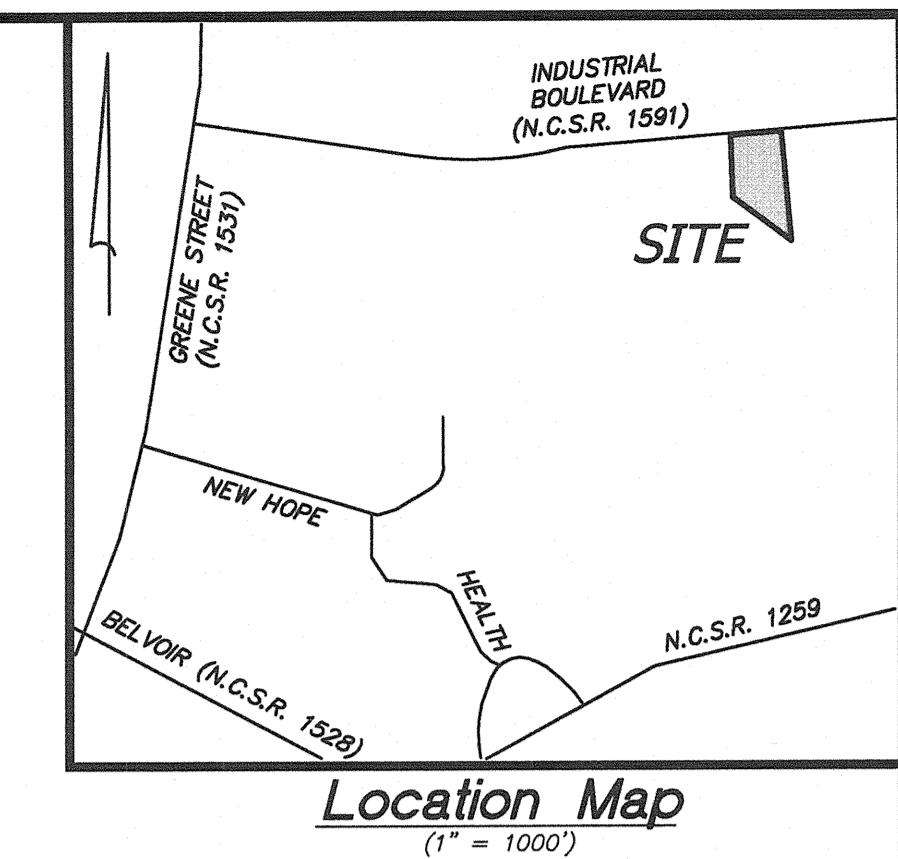 INDUSTRIAL
BOULEVARD
(N.C.S.R. 1591)
SITE
GREENE STREET
(N.C.S.R. 1531)
NEW HOPE
HEALTH
N.C.S.R. 1259
BELVOIR (N.C.S.R. 1528)
Location Map
(1" = 1000')